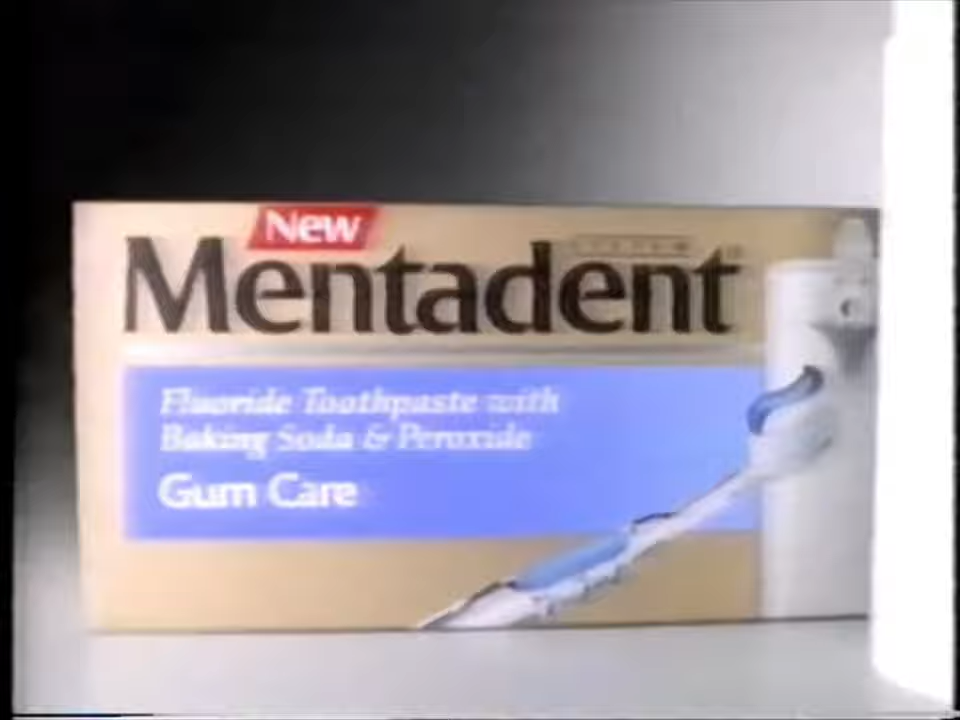 New
Mentadent
Fluoride Toothpaste with
Baking Soda & Peroxide
Gum Care